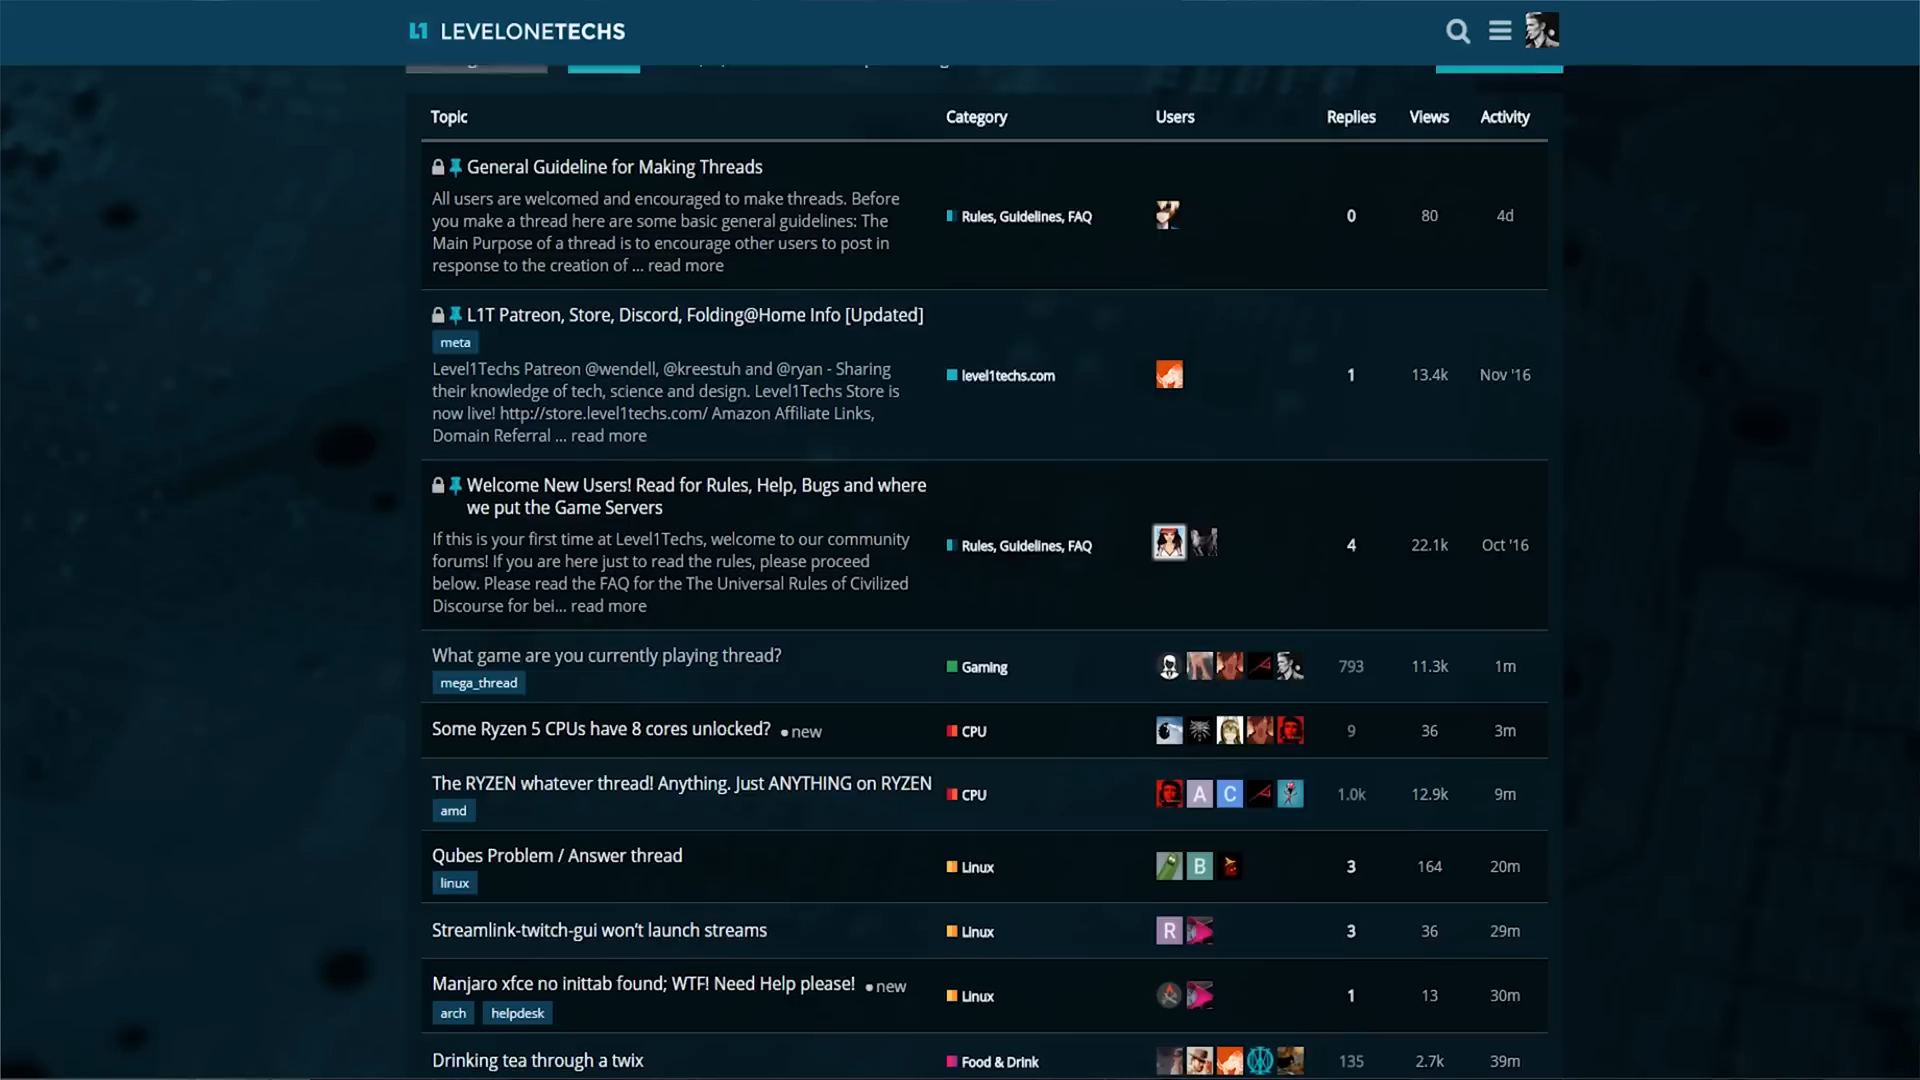 LEVELONETECHS
Topic Category Users Replies Views Activity
General Guideline for Making Threads
All users are welcomed and encouraged to make threads. Before
you make a thread here are some basic general guidelines: The
Main Purpose of a thread is to encourage other users to post in
response to the creation of ... read more
Rules, Guidelines, FAQ 0 80 4d
L1T Patreon, Store, Discord, Folding@Home Info [Updated]
meta
Level1Techs Patreon @wendell, @kreestuh and @ryan - Sharing
their knowledge of tech, science and design. Level1Techs Store is
now live! http://store.level1techs.com/ Amazon Affiliate Links,
Domain Referral ... read more
level1techs.com 1 13.4k Nov '16
Welcome New Users! Read for Rules, Help, Bugs and where
we put the Game Servers
If this is your first time at Level1Techs, welcome to our community
forums! If you are here just to read the rules, please proceed
below. Please read the FAQ for the The Universal Rules of Civilized
Discourse for bei... read more
Rules, Guidelines, FAQ 4 22.1k Oct '16
What game are you currently playing thread?
mega_thread
Gaming 793 11.3k 1m
Some Ryzen 5 CPUs have 8 cores unlocked? • new CPU 9 36 3m
The RYZEN whatever thread! Anything. Just ANYTHING on RYZEN
amd
CPU A C 1.0k 12.9k 9m
Qubes Problem / Answer thread
linux
Linux B 3 164 20m
Streamlink-twitch-gui won't launch streams Linux R 3 36 29m
Manjaro xfce no inittab found; WTF! Need Help please! • new
arch helpdesk
Linux 1 13 30m
Drinking tea through a twix Food & Drink 135 2.7k 39m